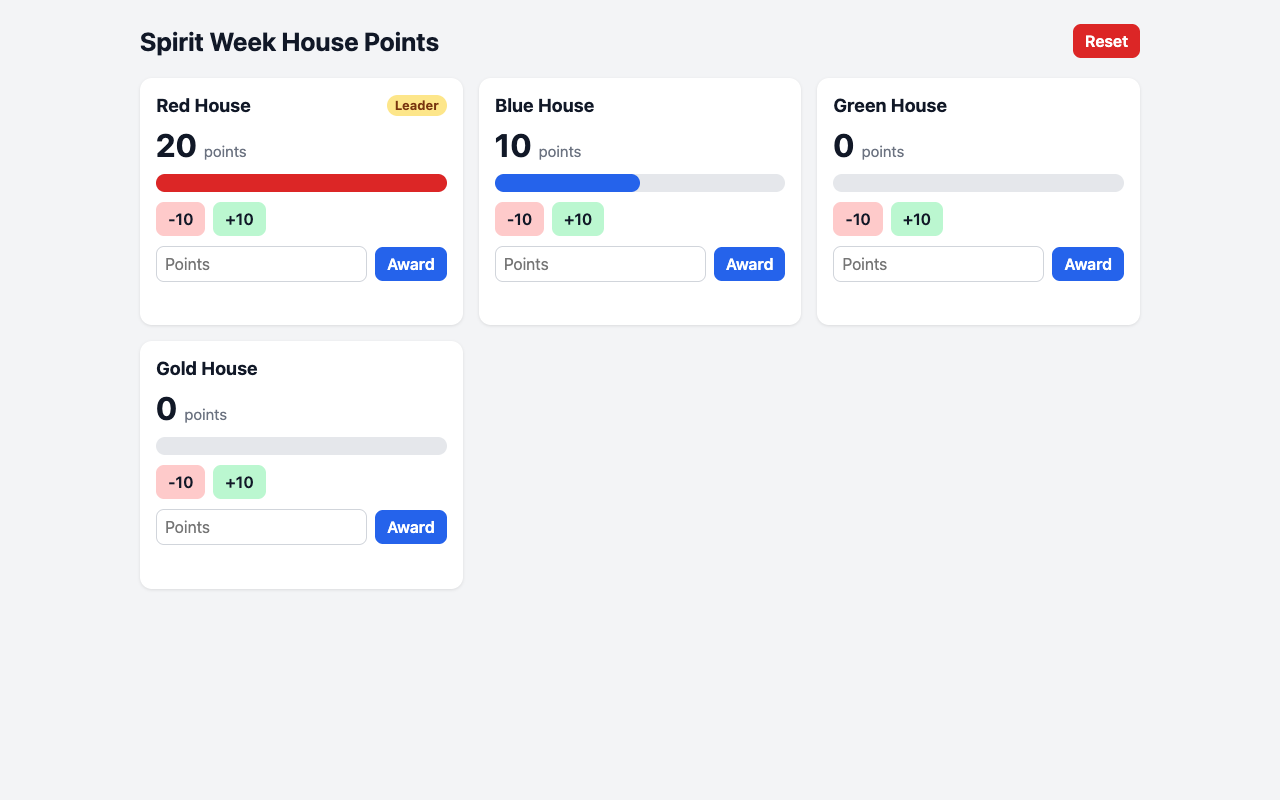 Spirit Week House Points
Reset
Red House
Leader
20 points
-10
+10
Points
Award
Blue House
10 points
-10
+10
Points
Award
Green House
0 points
-10
+10
Points
Award
Gold House
0 points
-10
+10
Points
Award